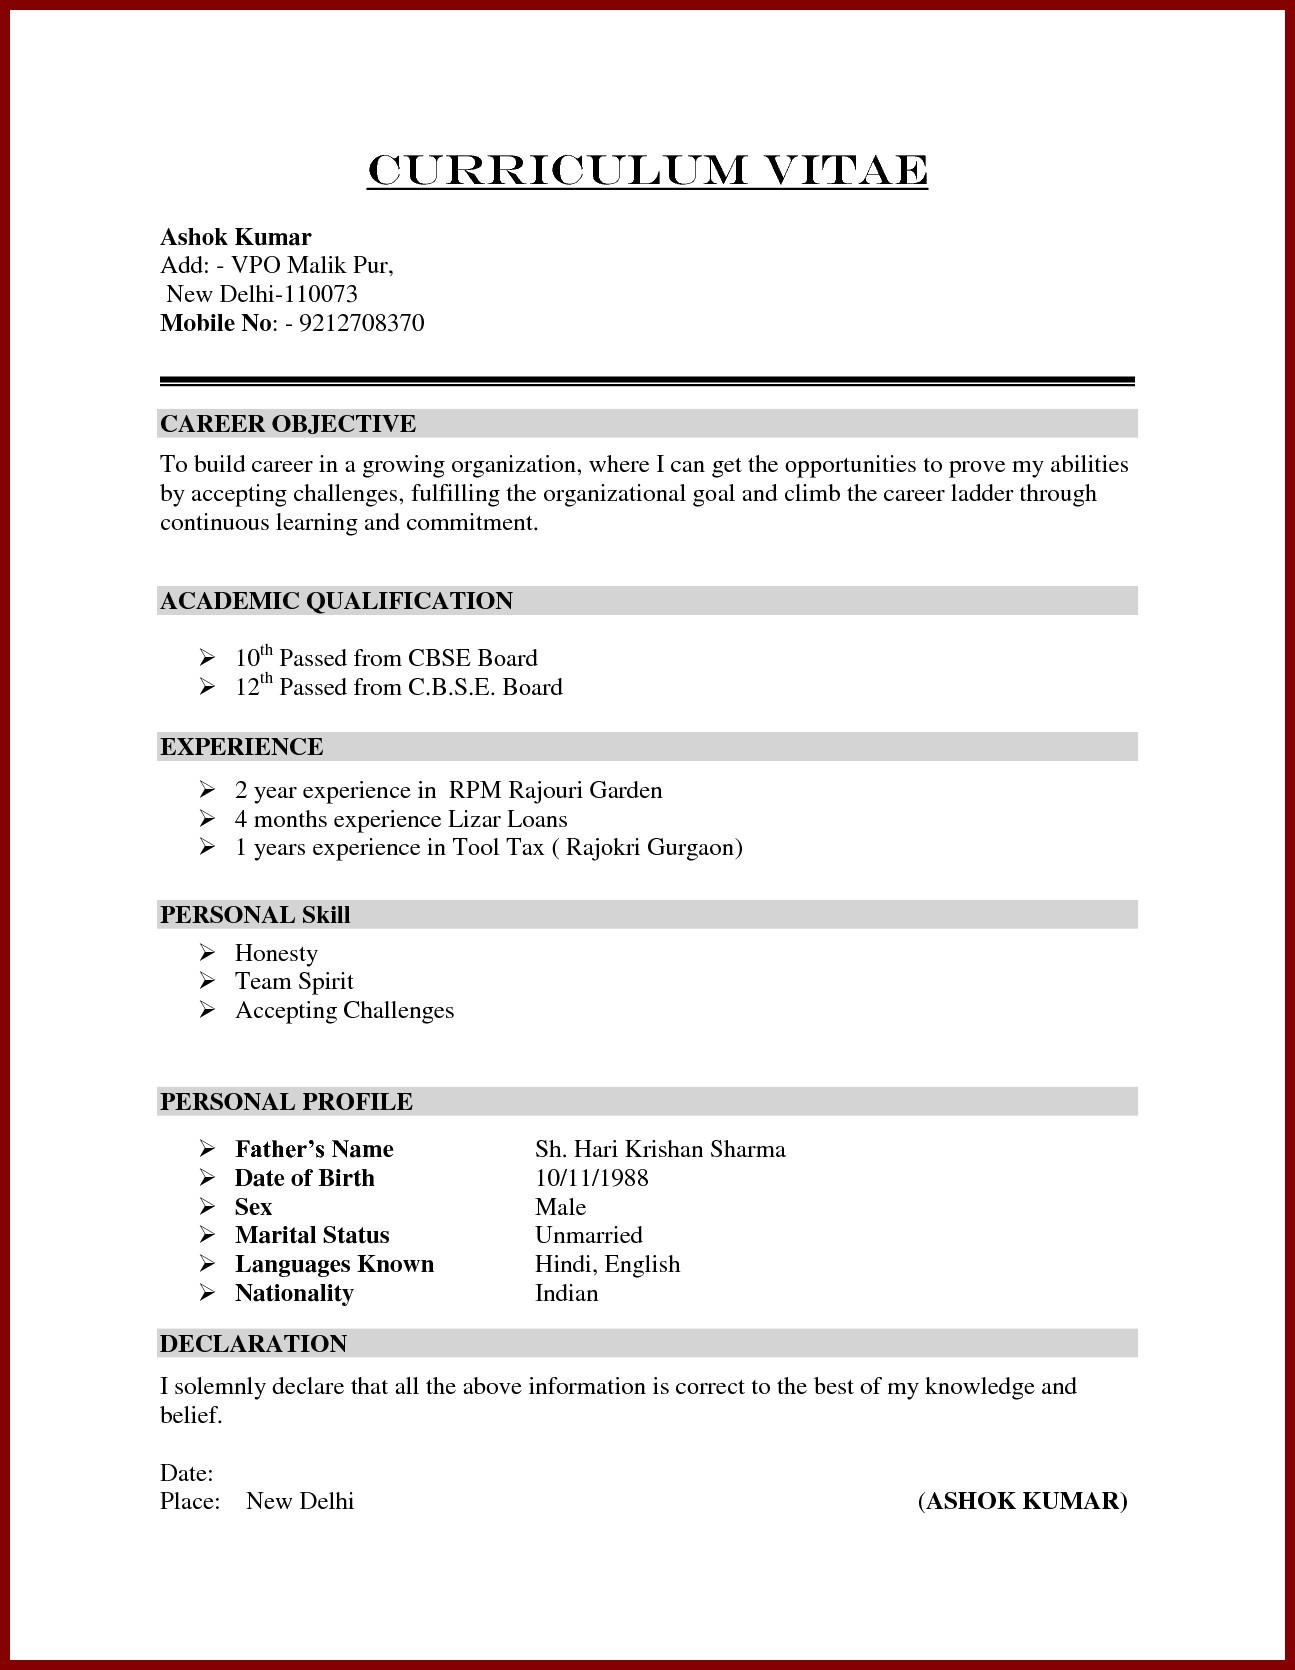 CURRICULUM VITAE
Ashok Kumar
Add: - VPO Malik Pur,
New Delhi-110073
Mobile No: - 9212708370
CAREER OBJECTIVE
To build career in a growing organization, where I can get the opportunities to prove my abilities
by accepting challenges, fulfilling the organizational goal and climb the career ladder through
continuous learning and commitment.
ACADEMIC QUALIFICATION
➢ 10th Passed from CBSE Board
➢ 12th Passed from C.B.S.E. Board
EXPERIENCE
➢ 2 year experience in  RPM Rajouri Garden
➢ 4 months experience Lizar Loans
➢ 1 years experience in Tool Tax ( Rajokri Gurgaon)
PERSONAL Skill
➢ Honesty
➢ Team Spirit
➢ Accepting Challenges
PERSONAL PROFILE
➢ Father’s Name Sh. Hari Krishan Sharma
➢ Date of Birth 10/11/1988
➢ Sex Male
➢ Marital Status Unmarried
➢ Languages Known Hindi, English
➢ Nationality Indian
DECLARATION
I solemnly declare that all the above information is correct to the best of my knowledge and
belief.
Date:
Place: New Delhi (ASHOK KUMAR)